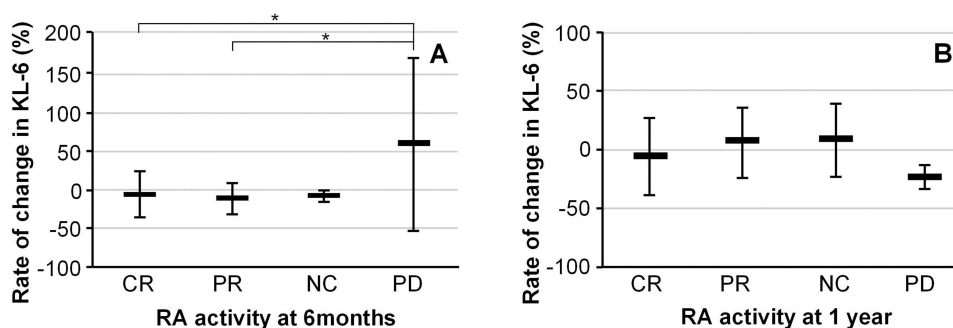 Rate of change in KL-6 (%)
200
150
100
50
0
-50
-100
*
*
A
CR PR NC PD
RA activity at 6months
Rate of change in KL-6 (%)
100
50
0
-50
-100
B
CR PR NC PD
RA activity at 1 year